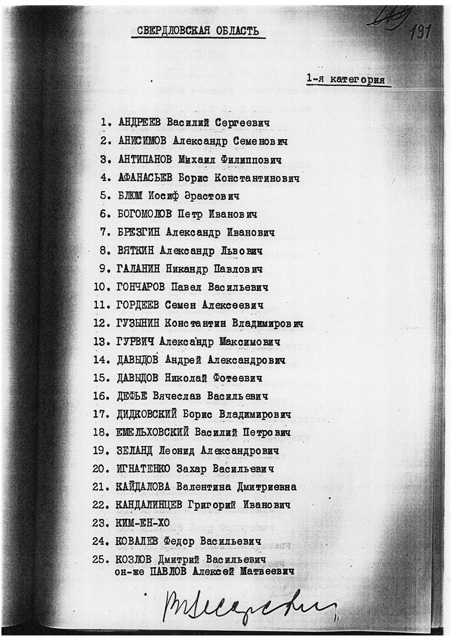 191
СВЕРДЛОВСКАЯ ОБЛАСТЬ
1-я категория
1. АНДРЕЕВ Василий Сергеевич
2. АНИСИМОВ Александр Семенович
3. АНТИПАНОВ Михаил Филиппович
4. АФАНАСЬЕВ Борис Константинович
5. БЛЮМ Иосиф Эрастович
6. БОГОМОЛОВ Петр Иванович
7. БРЕЗГИН Александр Иванович
8. ВЯТКИН Александр Львович
9. ГАЛАНИН Никандр Павлович
10. ГОНЧАРОВ Павел Васильевич
11. ГОРДЕЕВ Семен Алексеевич
12. ГУЗЫНИН Константин Владимирович
13. ГУРВИЧ Александр Максимович
14. ДАВЫДОВ Андрей Александрович
15. ДАВЫДОВ Николай Фотеевич
16. ДЕФЬЕ Вячеслав Васильевич
17. ДИДКОВСКИЙ Борис Владимирович
18. ЕМЕЛЬХОВСКИЙ Василий Петрович
19. ЗЕЛАНД Леонид Александрович
20. ИГНАТЕНКО Захар Васильевич
21. КАЙДАЛОВА Валентина Дмитриевна
22. КАНДАЛИНЦЕВ Григорий Иванович
23. КИМ-ЕН-ХО
24. КОВАЛЕВ Федор Васильевич
25. КОЗЛОВ Дмитрий Васильевич
он-же ПАВЛОВ Алексей Матвеевич